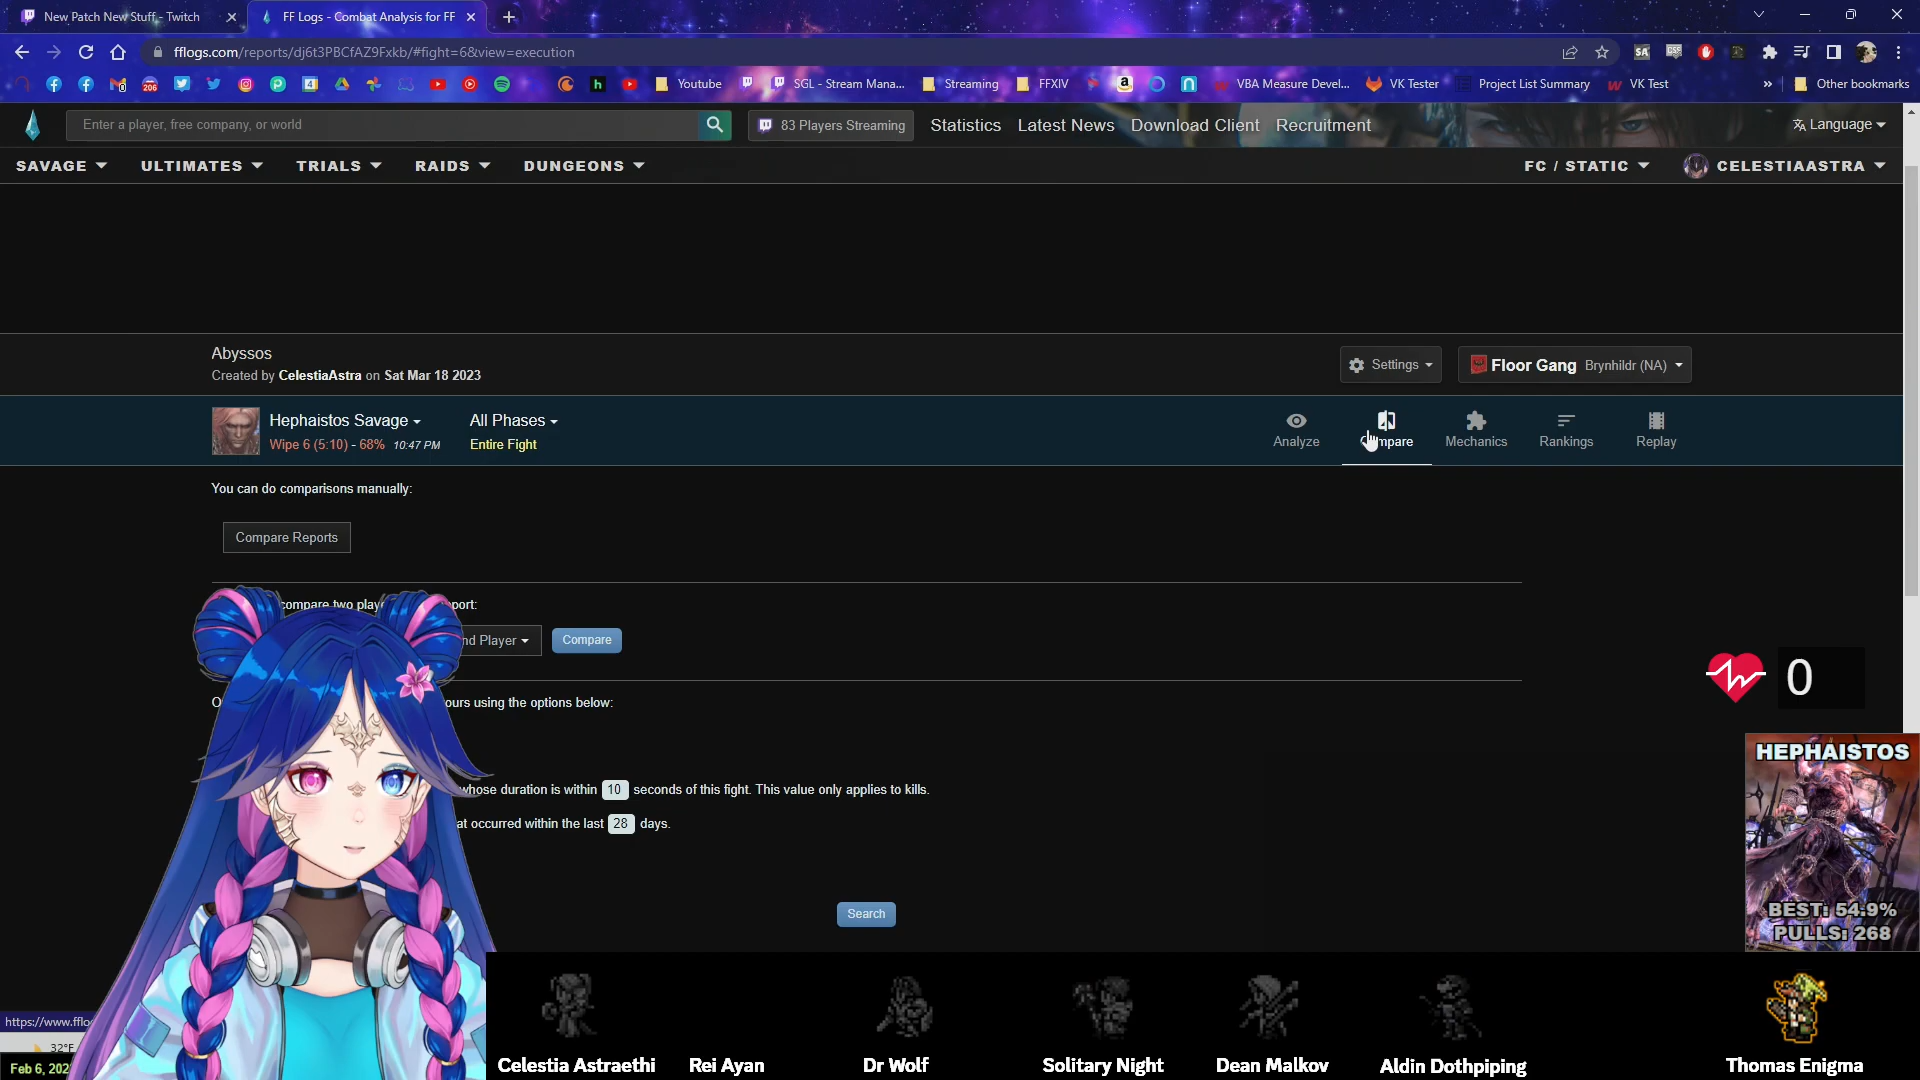 New Patch New Stuff - Twitch
FF Logs - Combat Analysis for FF
fflogs.com/reports/dj6t3PBCfAZ9Fxkb/#fight=6&view=execution
206
4
Youtube
SGL - Stream Mana...
Streaming
FFXIV
VBA Measure Devel...
VK Tester
Project List Summary
VK Test
»
Other bookmarks
Enter a player, free company, or world
83 Players Streaming
Statistics
Latest News
Download Client
Recruitment
Language
SAVAGE
ULTIMATES
TRIALS
RAIDS
DUNGEONS
FC / STATIC
CELESTIAASTRA
Abyssos
Created by CelestiaAstra on Sat Mar 18 2023
Settings
Floor Gang Brynhildr (NA)
Hephaistos Savage
Wipe 6 (5:10) - 68% 10:47 PM
All Phases
Entire Fight
Analyze
Mechanics
Rankings
Replay
You can do comparisons manually:
Compare Reports
compare two
nd Player
Compare
ours using the options below:
whose duration is within 10 seconds of this fight. This value only applies to kills.
at occurred within the last 28 days.
Search
0
HEPHAISTOS
BEST: 54.9%
PULLS: 268
https://www.fflo
32°F
Feb 6, 202
Celestia Astraethi
Rei Ayan
Dr Wolf
Solitary Night
Dean Malkov
Aldin Dothpiping
Thomas Enigma